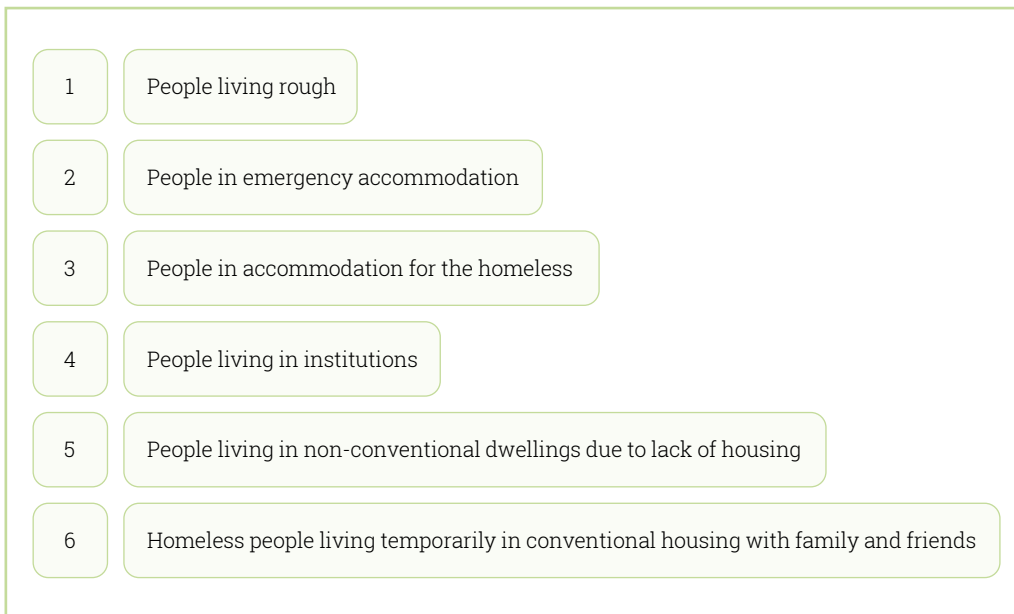 1 People living rough
2 People in emergency accommodation
3 People in accommodation for the homeless
4 People living in institutions
5 People living in non-conventional dwellings due to lack of housing
6 Homeless people living temporarily in conventional housing with family and friends